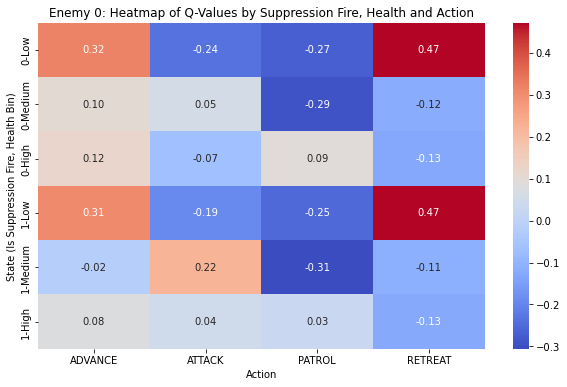 Enemy 0: Heatmap of Q-Values by Suppression Fire, Health and Action
State (Is Suppression Fire, Health Bin)
0-Low 0.32 -0.24 -0.27 0.47
0-Medium 0.10 0.05 -0.29 -0.12
0-High 0.12 -0.07 0.09 -0.13
1-Low 0.31 -0.19 -0.25 0.47
1-Medium -0.02 0.22 -0.31 -0.11
1-High 0.08 0.04 0.03 -0.13
ADVANCE ATTACK PATROL RETREAT
Action
0.4
0.3
0.2
0.1
0.0
−0.1
−0.2
−0.3